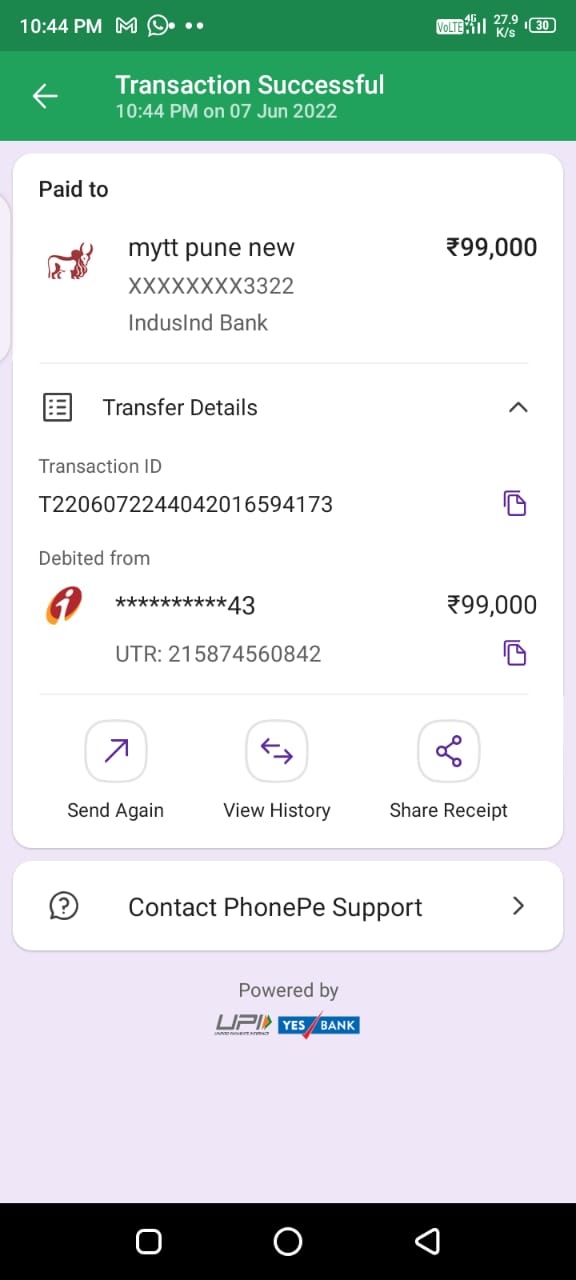 10:44 PM
VoLTE 4G 27.9 K/s 30
Transaction Successful
10:44 PM on 07 Jun 2022
Paid to
mytt pune new ₹99,000
XXXXXXXX3322
IndusInd Bank
Transfer Details
Transaction ID
T2206072244042016594173
Debited from
**********43 ₹99,000
UTR: 215874560842
Send Again View History Share Receipt
Contact PhonePe Support
Powered by
UPI YES BANK